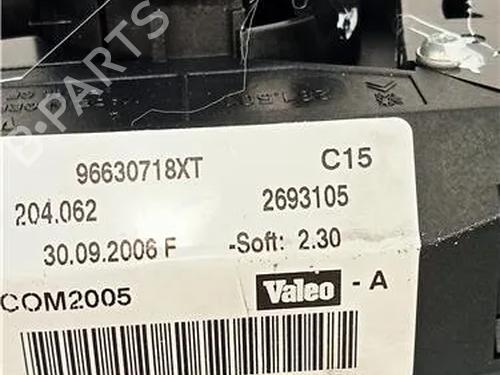 B-PARTS
96630718XT C15
204.062 2693105
30.09.2006 F -Soft: 2.30
COM2005 Valeo - A